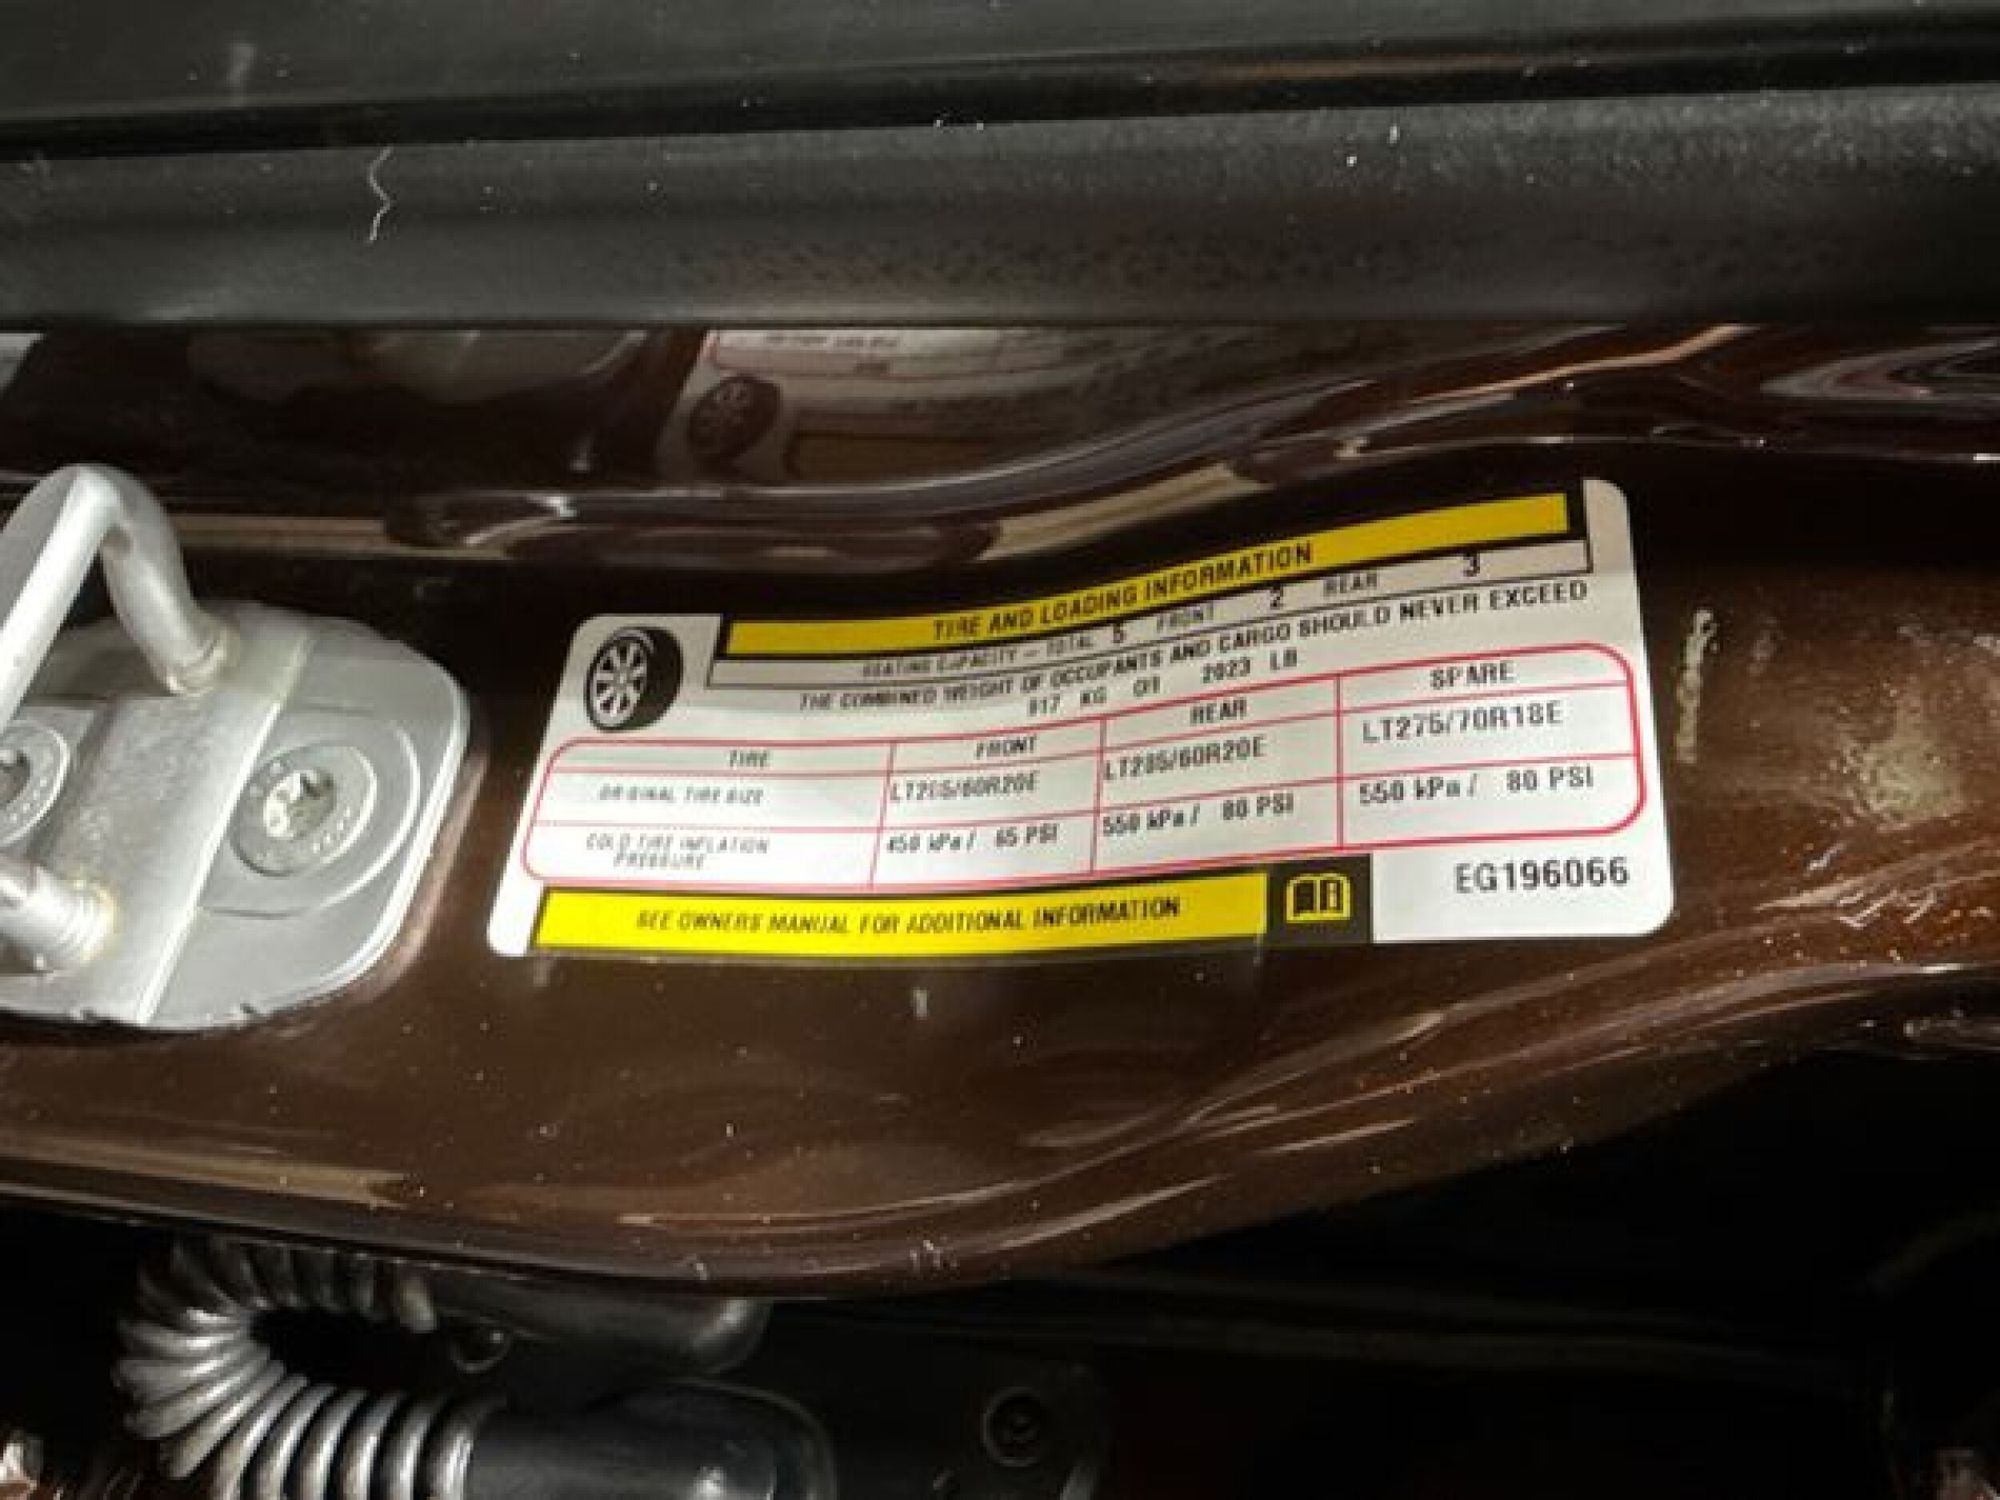 TIRE AND LOADING INFORMATION
SEATING CAPACITY – TOTAL 5 FRONT 2 REAR 3
THE COMBINED WEIGHT OF OCCUPANTS AND CARGO SHOULD NEVER EXCEED
917 KG OR 2023 LB
TIRE FRONT REAR SPARE
ORIGINAL TIRE SIZE LT285/60R20E LT285/60R20E LT275/70R18E
COLD TIRE INFLATION PRESSURE 450 kPa / 65 PSI 550 kPa / 80 PSI 550 kPa / 80 PSI
SEE OWNERS MANUAL FOR ADDITIONAL INFORMATION
EG196066